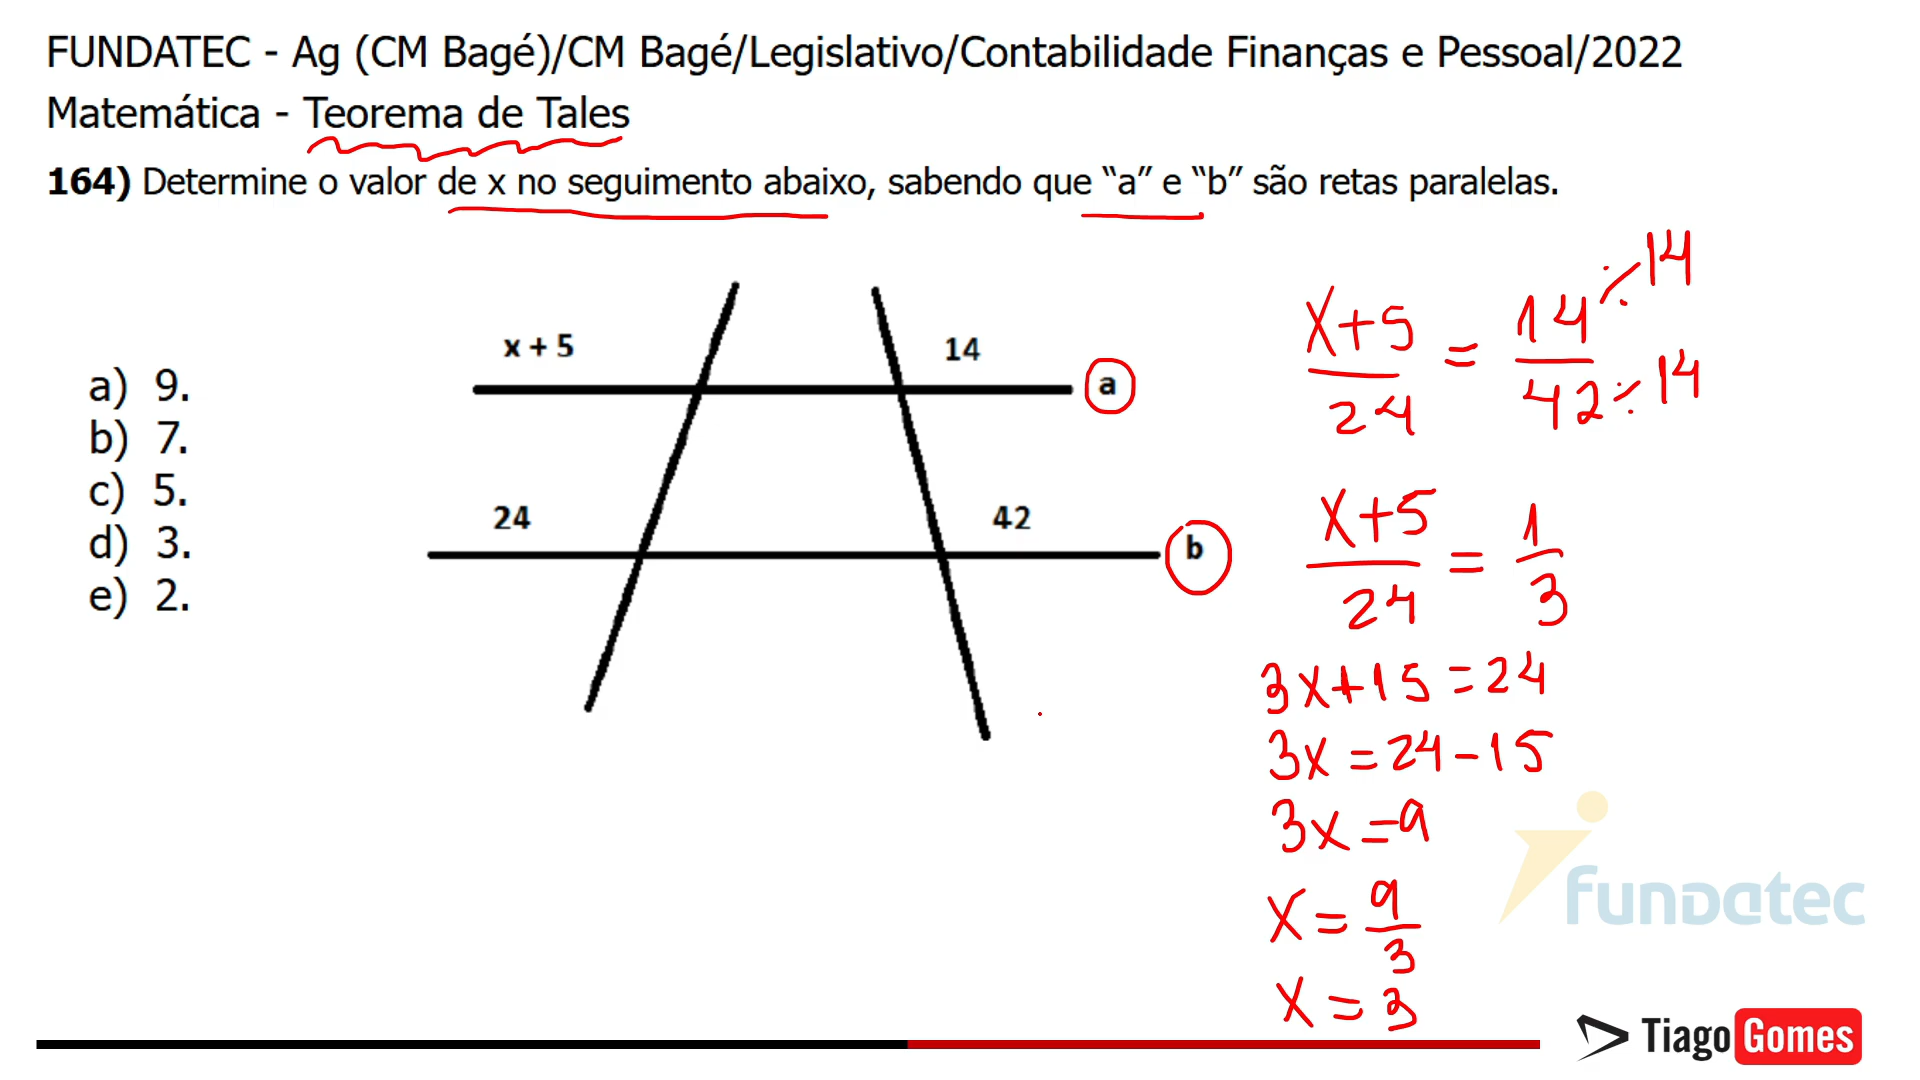 FUNDATEC - Ag (CM Bagé)/CM Bagé/Legislativo/Contabilidade Finanças e Pessoal/2022
Matemática - Teorema de Tales
164) Determine o valor de x no seguimento abaixo, sabendo que “a” e “b” são retas paralelas.
a) 9.
b) 7.
c) 5.
d) 3.
e) 2.
x + 5
14
a
24
42
b
x+5/24 = 14÷14/42÷14
x+5/24 = 1/3
3x+15=24
3x=24-15
3x=9
x=9/3
x=3
fundatec
Tiago Gomes